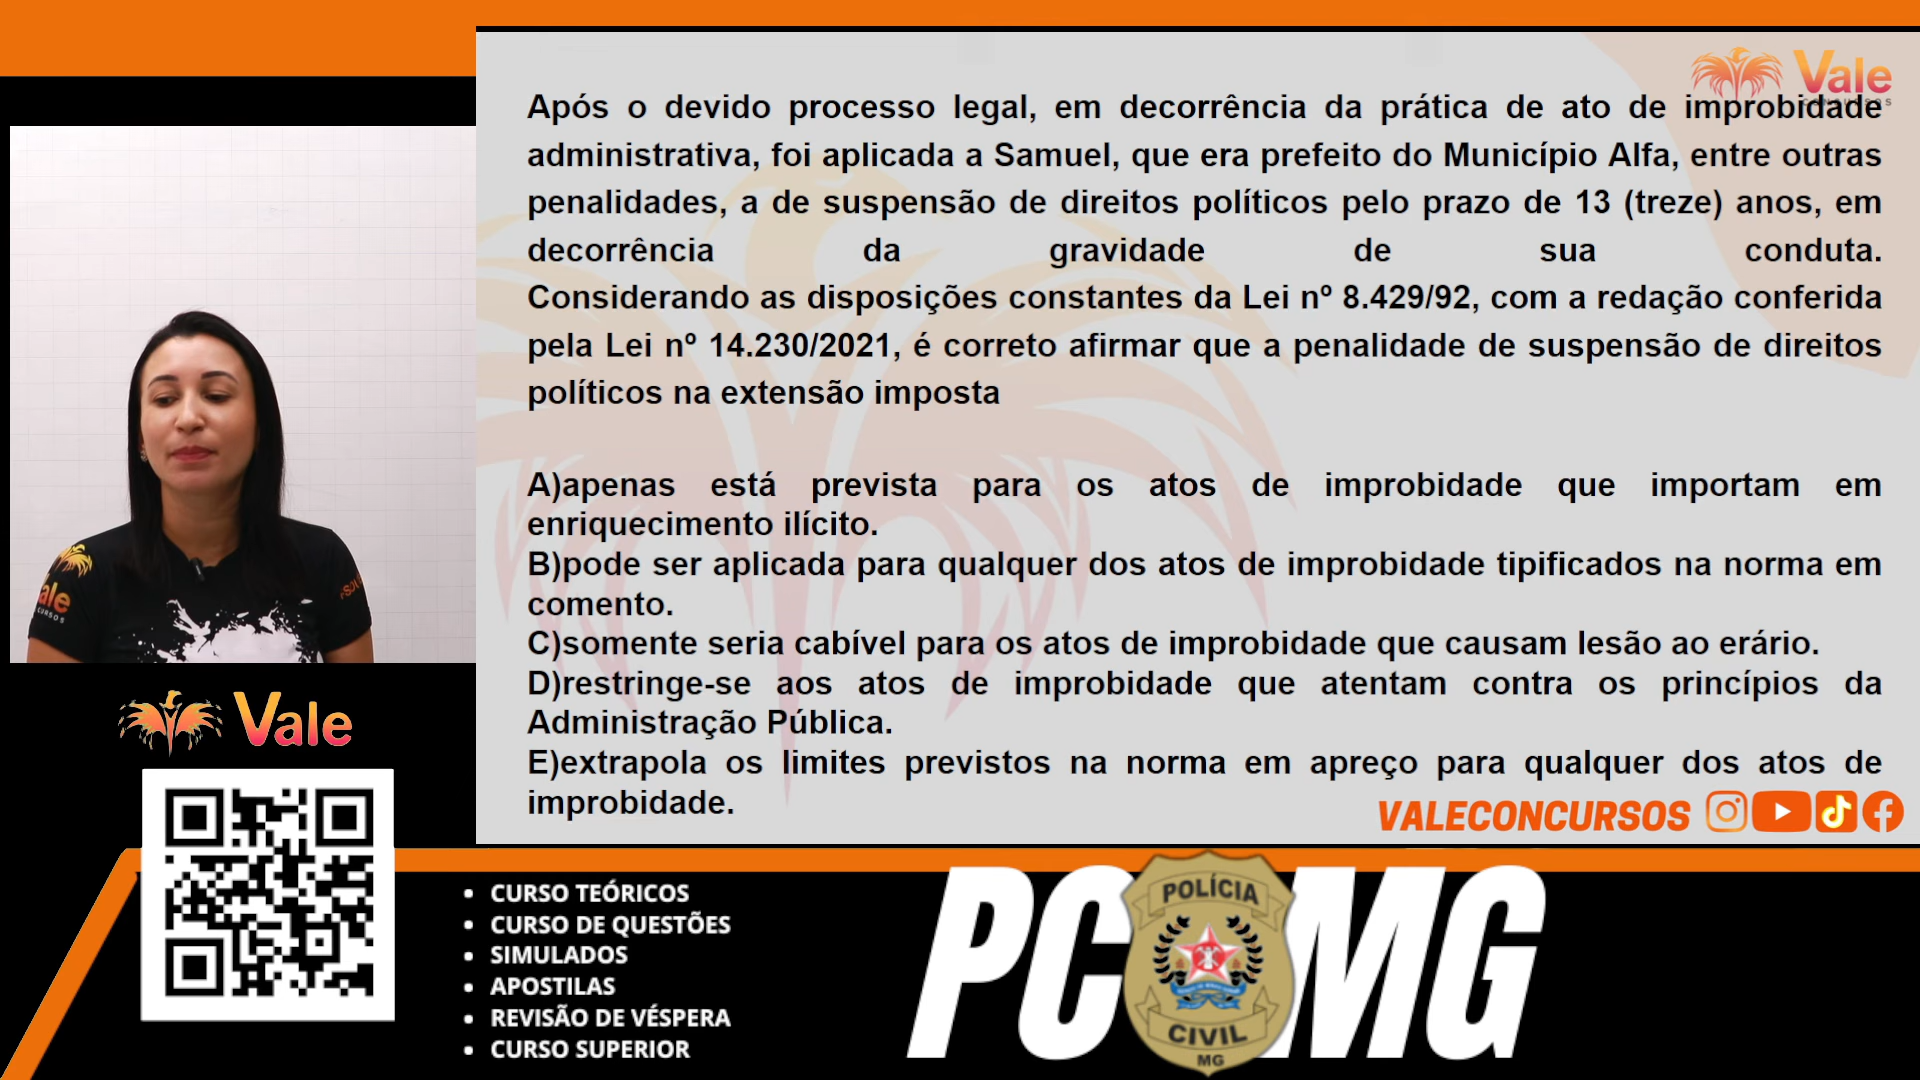 Vale
CONCURSOS
Após o devido processo legal, em decorrência da prática de ato de improbidade
administrativa, foi aplicada a Samuel, que era prefeito do Município Alfa, entre outras
penalidades, a de suspensão de direitos políticos pelo prazo de 13 (treze) anos, em
decorrência da gravidade de sua conduta.
Considerando as disposições constantes da Lei nº 8.429/92, com a redação conferida
pela Lei nº 14.230/2021, é correto afirmar que a penalidade de suspensão de direitos
políticos na extensão imposta
A)apenas está prevista para os atos de improbidade que importam em
enriquecimento ilícito.
B)pode ser aplicada para qualquer dos atos de improbidade tipificados na norma em
comento.
C)somente seria cabível para os atos de improbidade que causam lesão ao erário.
D)restringe-se aos atos de improbidade que atentam contra os princípios da
Administração Pública.
E)extrapola os limites previstos na norma em apreço para qualquer dos atos de
improbidade.
VALECONCURSOS
Vale
• CURSO TEÓRICOS
• CURSO DE QUESTÕES
• SIMULADOS
• APOSTILAS
• REVISÃO DE VÉSPERA
• CURSO SUPERIOR
PCMG
POLÍCIA
CIVIL
MG